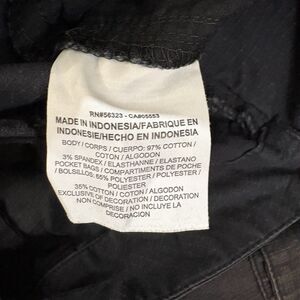 RN#56323 - CA#05553
MADE IN INDONESIA/FABRIQUE EN
INDONESIE/HECHO EN INDONESIA
BODY / CORPS / CUERPO: 97% COTTON /
COTON / ALGODON
3% SPANDEX / ELASTHANNE / ELASTANO
POCKET BAGS / COMPARTIMENTS DE POCHE
/ BOLSILLOS: 65% POLYESTER / POLYESTER /
POLIESTER
35% COTTON / COTON / ALGODON
EXCLUSIVE OF DECORATION / DECORATION
NON COMPRISE / NO INCLUYE LA
DECORACION